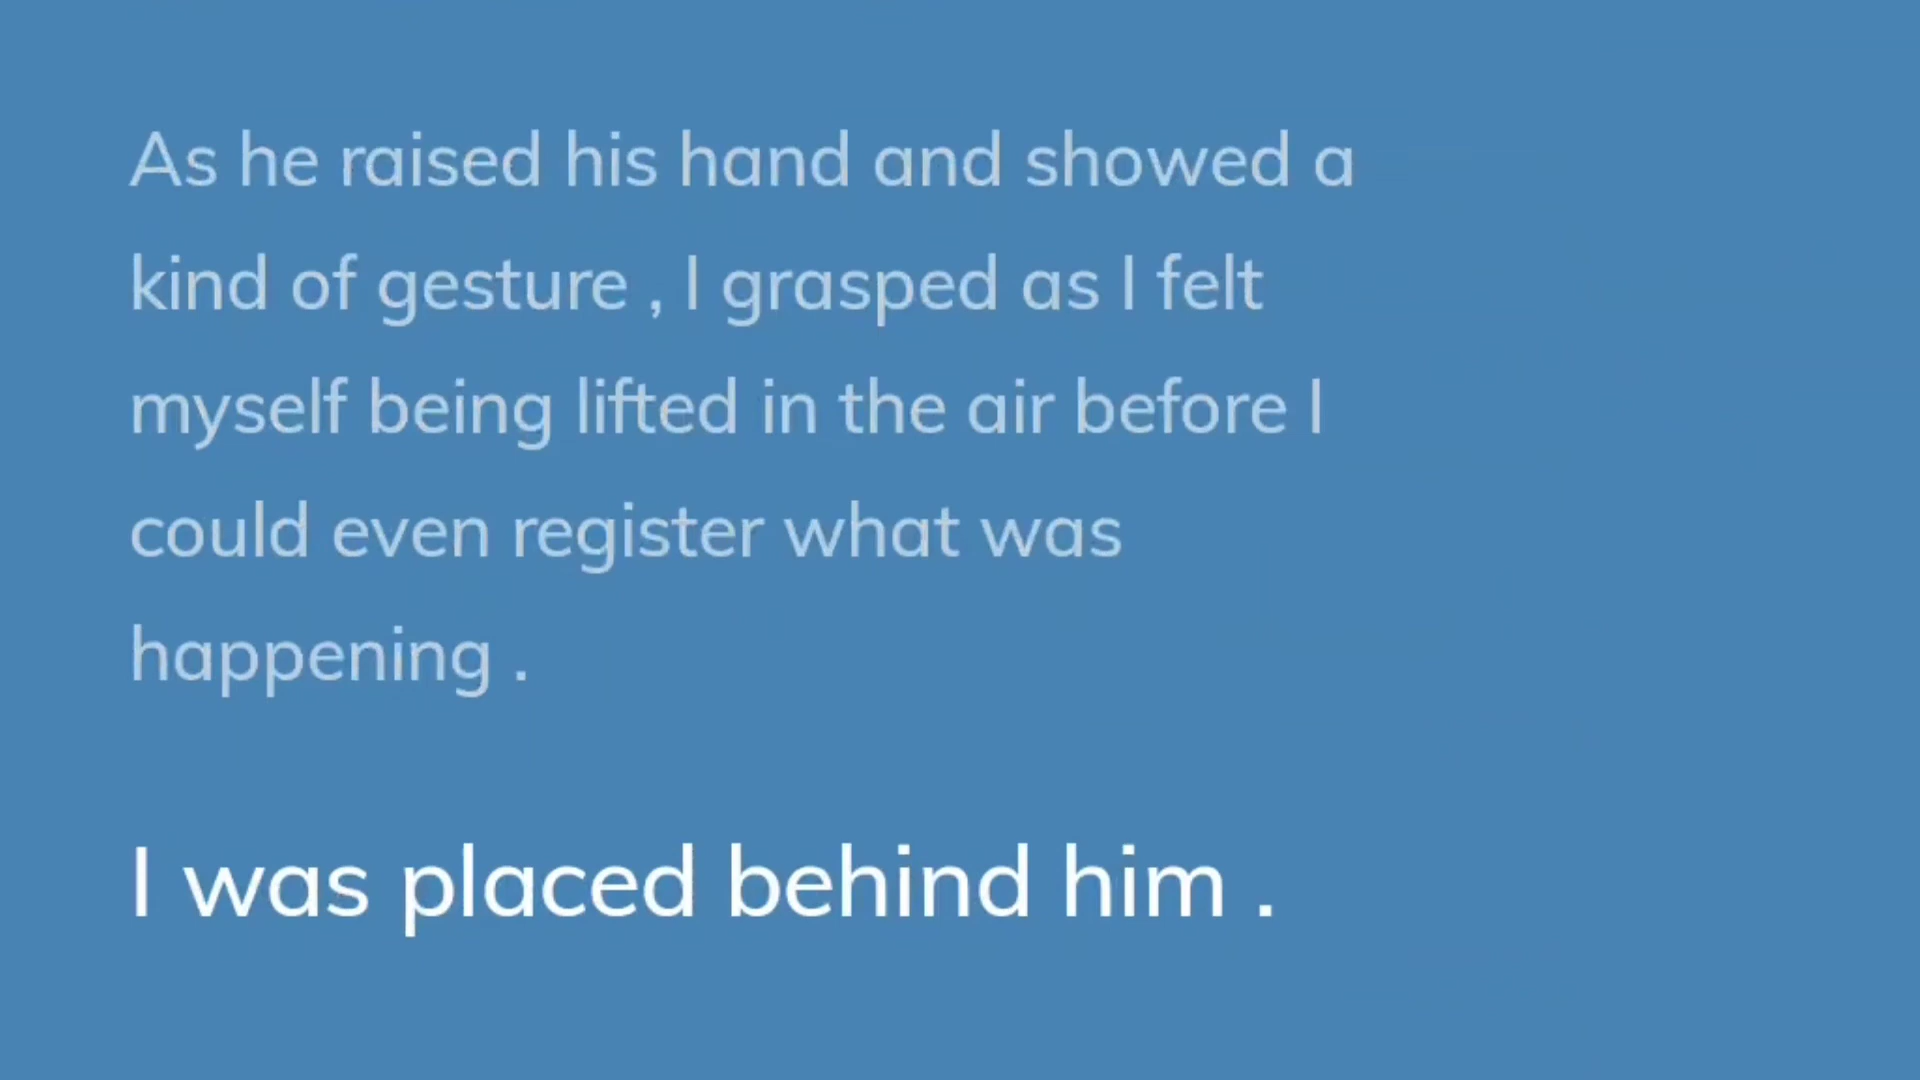 As he raised his hand and showed a
kind of gesture , I grasped as I felt
myself being lifted in the air before I
could even register what was
happening .
I was placed behind him .